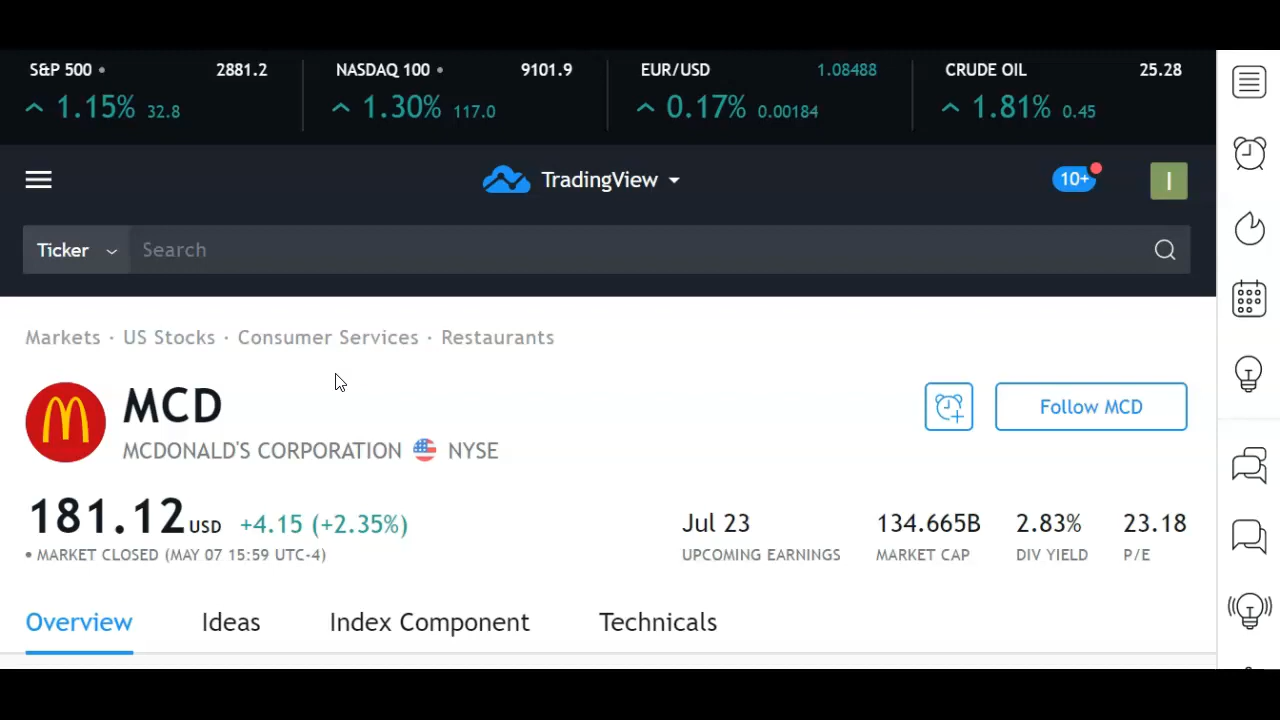 S&P 500 • 2881.2 NASDAQ 100 • 9101.9 EUR/USD 1.08488 CRUDE OIL 25.28
1.15% 32.8 1.30% 117.0 0.17% 0.00184 1.81% 0.45
TradingView 10+ I
Ticker Search
Markets · US Stocks · Consumer Services · Restaurants
MCD Follow MCD
MCDONALD'S CORPORATION NYSE
181.12 USD +4.15 (+2.35%) Jul 23 134.665B 2.83% 23.18
• MARKET CLOSED (MAY 07 15:59 UTC-4) UPCOMING EARNINGS MARKET CAP DIV YIELD P/E
Overview Ideas Index Component Technicals